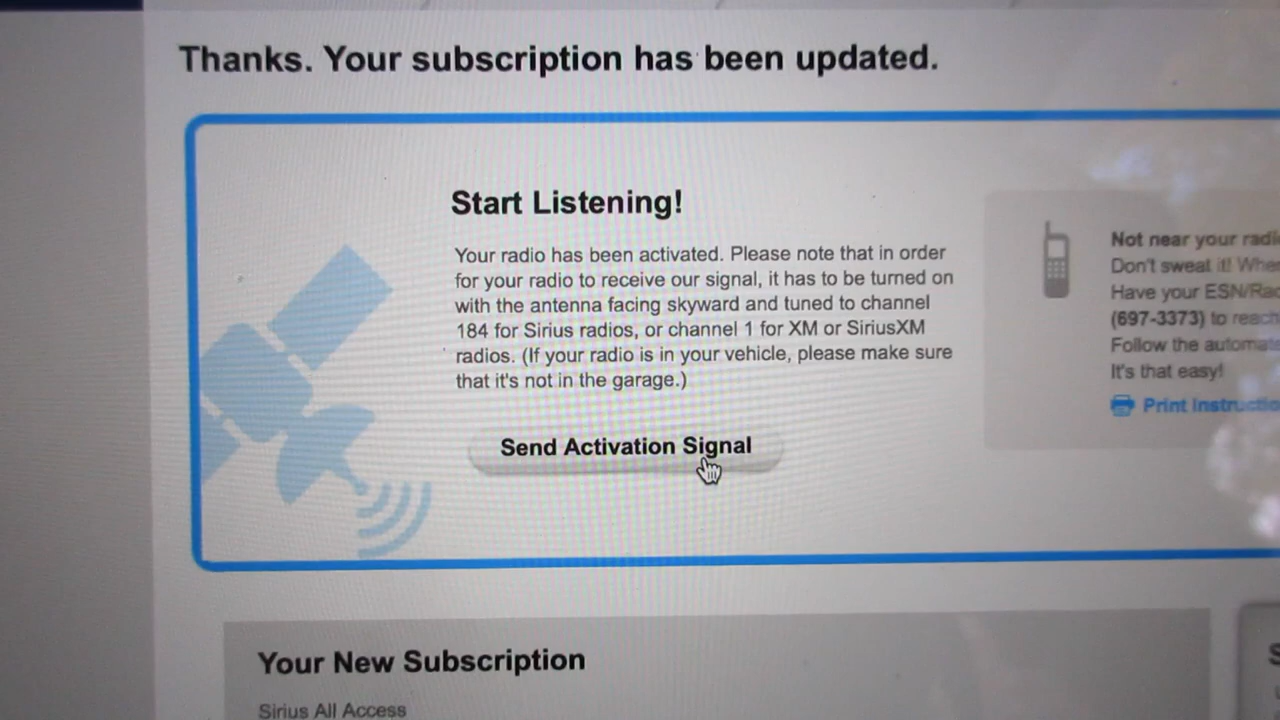 Thanks. Your subscription has been updated.
Start Listening!
Your radio has been activated. Please note that in order
for your radio to receive our signal, it has to be turned on
with the antenna facing skyward and tuned to channel
184 for Sirius radios, or channel 1 for XM or SiriusXM
radios. (If your radio is in your vehicle, please make sure
that it's not in the garage.)
Send Activation Signal
Not near your
Don't sweat it!
Have your
(697-3373) to
Follow the
It's that easy!
Print
Your New Subscription
Sirius All Access